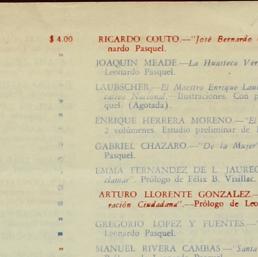 $ 4.00 RICARDO COUTO.—"José Bernardo
nardo Pasquel.
" JOAQUIN MEADE—La Huasteca Ver
Leonardo Pasquel.
" LAUBSCHER.—El Maestro Enrique Lau
cativo Nacional.—Ilustraciones. Con p
quel. (Agotada).
" ENRIQUE HERRERA MORENO.—"El
2 volúmenes. Estudio preliminar de
" GABRIEL CHAZARO.—"De la Mujer"
Pasquel.
" EMMA FERNANDEZ DE L. JAUREG
Prólogo de Félix B. Visillac.
" ARTURO LLORENTE GONZALEZ.—
ración Ciudadana".—Prólogo de Leo
" GREGORIO LOPEZ Y FUENTES.—
Leonardo Pasquel.
" MANUEL RIVERA CAMBAS—"Santa